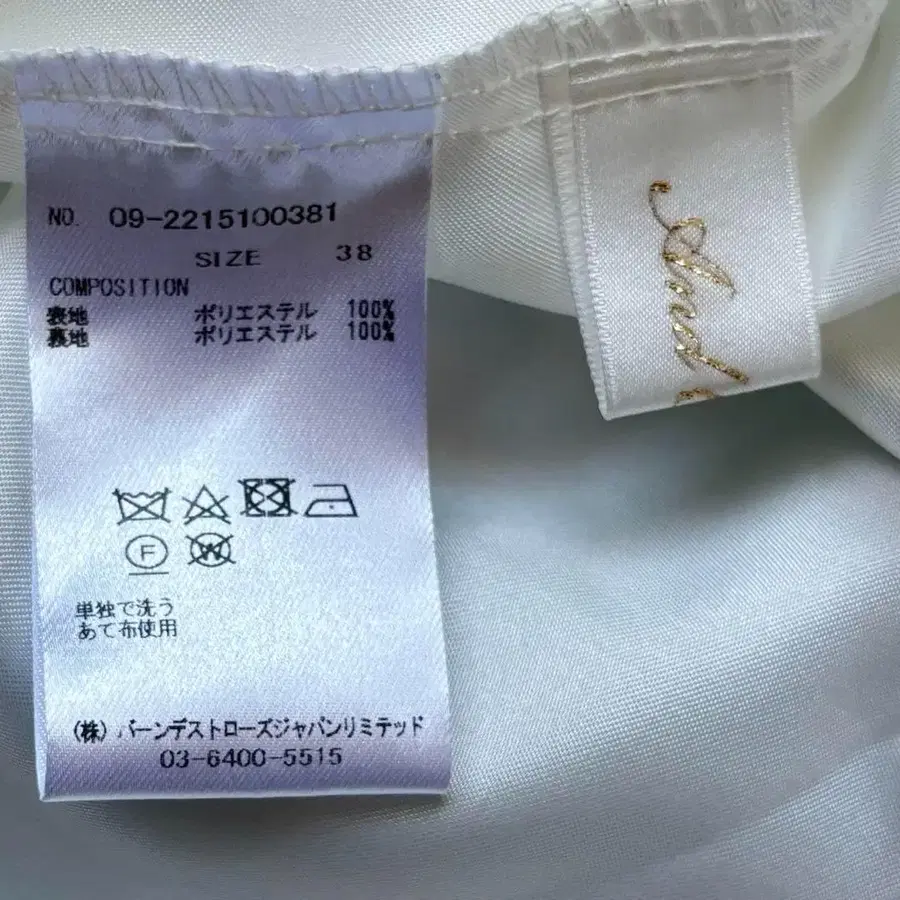 NO. 09-2215100381
SIZE 38
COMPOSITION
表地 ポリエステル 100%
裏地 ポリエステル 100%
F
W
単独で洗う
あて布使用
(株) バーンデストローズジャパンリミテッド
03-6400-5515